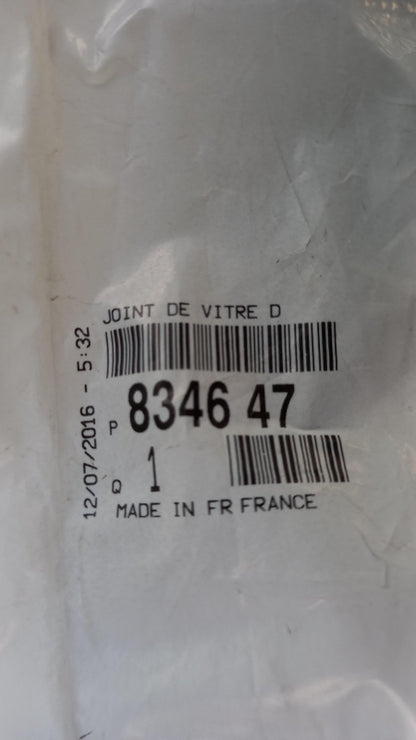 JOINT DE VITRE D
P 8346 47
Q 1
MADE IN FR FRANCE
12/07/2016 - 5:32